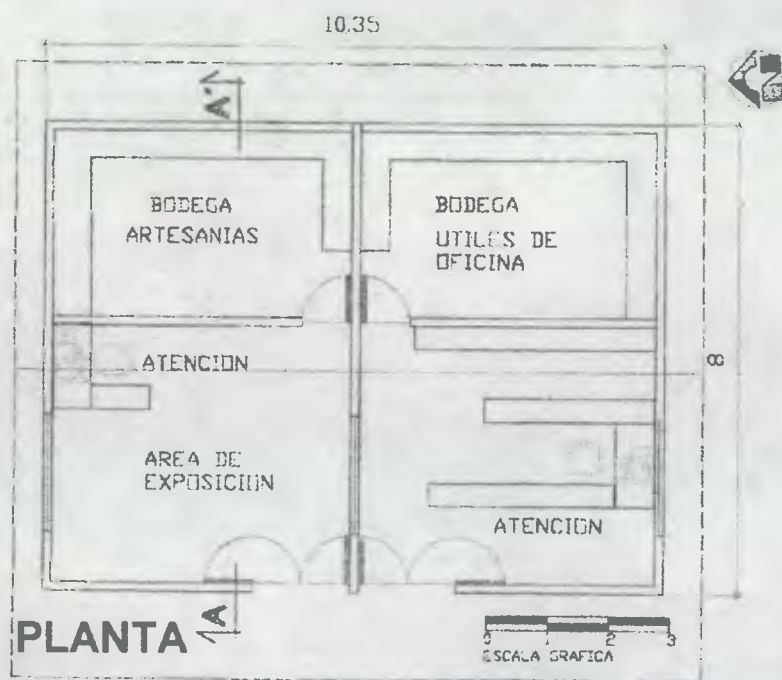 10.35
A'
BODEGA
ARTESANIAS
BODEGA
UTILES DE
OFICINA
ATENCION
8
AREA DE
EXPOSICION
ATENCION
A
PLANTA
0 1 2 3
ESCALA GRAFICA